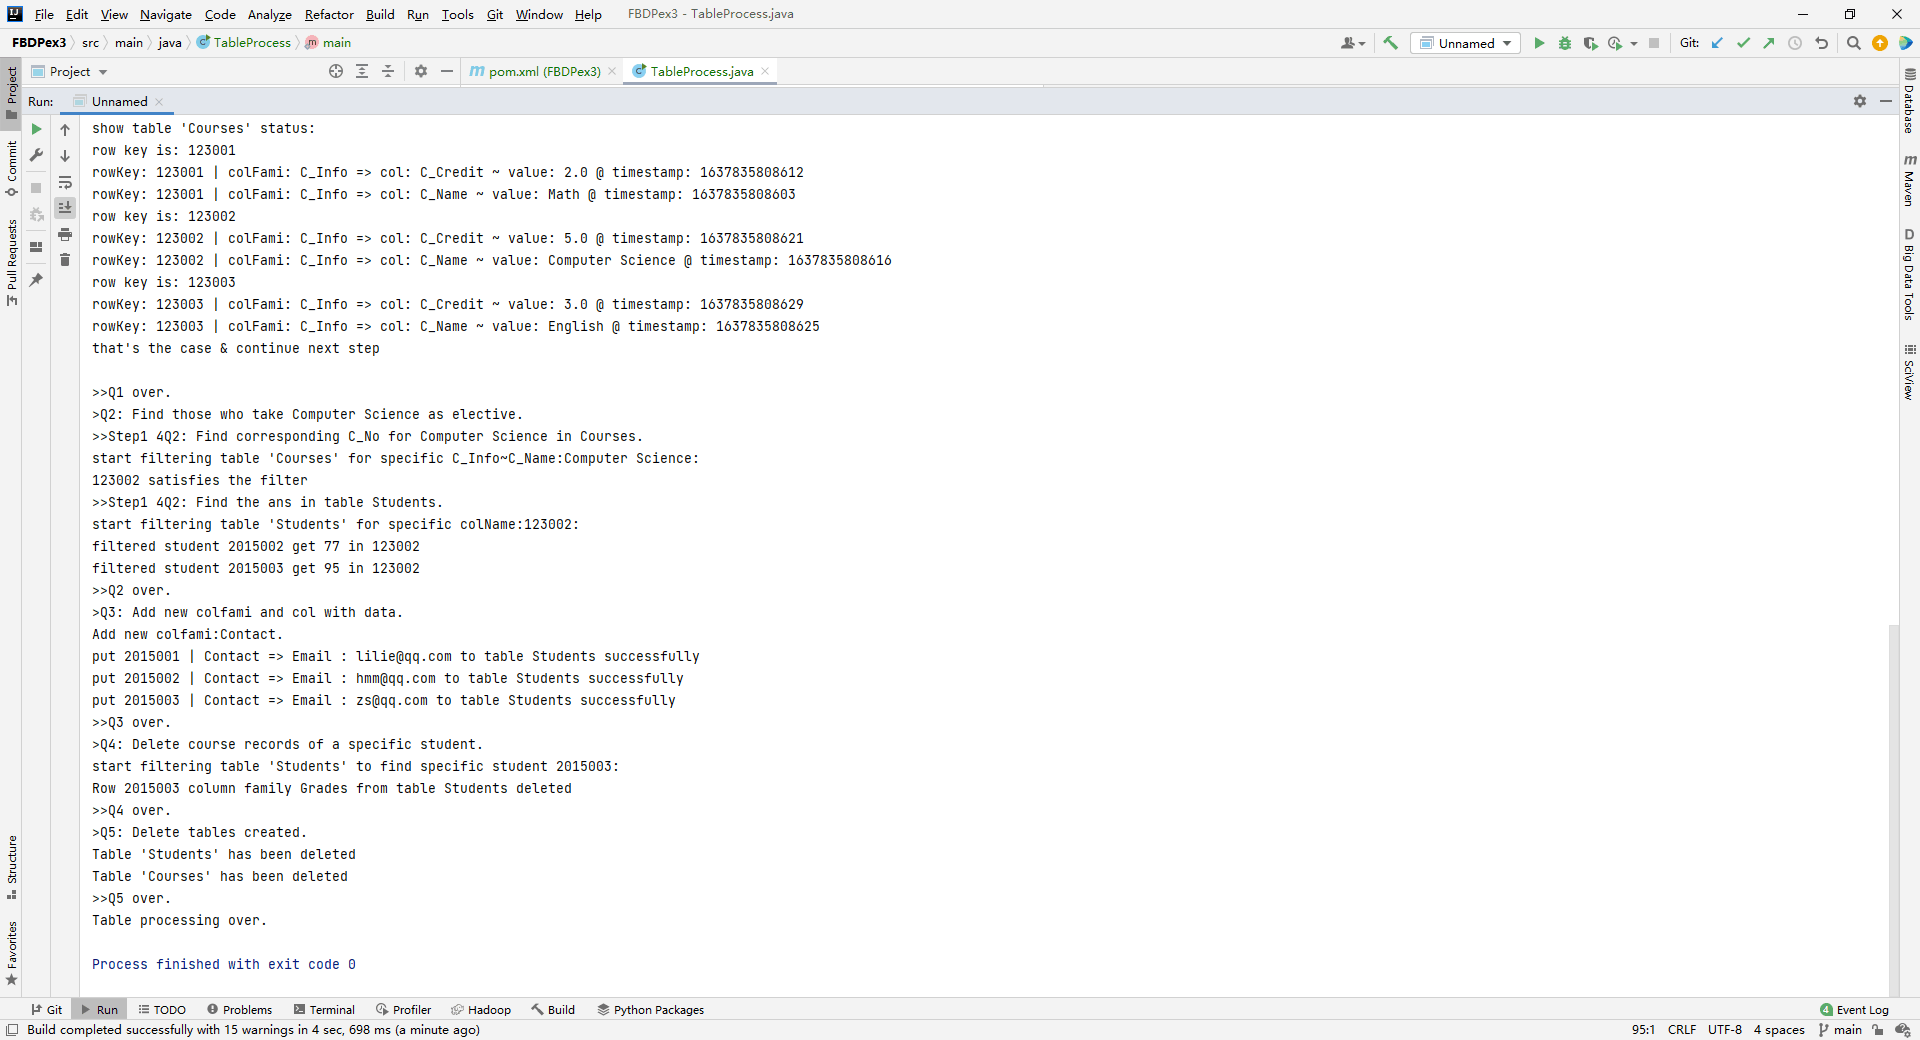 File Edit View Navigate Code Analyze Refactor Build Run Tools Git Window Help FBDPex3 - TableProcess.java
FBDPex3 src main java TableProcess main Unnamed Git:
Project pom.xml (FBDPex3) TableProcess.java
Run: Unnamed
show table 'Courses' status:
row key is: 123001
rowKey: 123001 | colFami: C_Info => col: C_Credit ~ value: 2.0 @ timestamp: 1637835808612
rowKey: 123001 | colFami: C_Info => col: C_Name ~ value: Math @ timestamp: 1637835808603
row key is: 123002
rowKey: 123002 | colFami: C_Info => col: C_Credit ~ value: 5.0 @ timestamp: 1637835808621
rowKey: 123002 | colFami: C_Info => col: C_Name ~ value: Computer Science @ timestamp: 1637835808616
row key is: 123003
rowKey: 123003 | colFami: C_Info => col: C_Credit ~ value: 3.0 @ timestamp: 1637835808629
rowKey: 123003 | colFami: C_Info => col: C_Name ~ value: English @ timestamp: 1637835808625
that's the case & continue next step
>>Q1 over.
>Q2: Find those who take Computer Science as elective.
>>Step1 4Q2: Find corresponding C_No for Computer Science in Courses.
start filtering table 'Courses' for specific C_Info~C_Name:Computer Science:
123002 satisfies the filter
>>Step1 4Q2: Find the ans in table Students.
start filtering table 'Students' for specific colName:123002:
filtered student 2015002 get 77 in 123002
filtered student 2015003 get 95 in 123002
>>Q2 over.
>Q3: Add new colfami and col with data.
Add new colfami:Contact.
put 2015001 | Contact => Email : lilie@qq.com to table Students successfully
put 2015002 | Contact => Email : hmm@qq.com to table Students successfully
put 2015003 | Contact => Email : zs@qq.com to table Students successfully
>>Q3 over.
>Q4: Delete course records of a specific student.
start filtering table 'Students' to find specific student 2015003:
Row 2015003 column family Grades from table Students deleted
>>Q4 over.
>Q5: Delete tables created.
Table 'Students' has been deleted
Table 'Courses' has been deleted
>>Q5 over.
Table processing over.
Process finished with exit code 0
Project
Commit
Pull Requests
Structure
Favorites
Database
m Maven
D Big Data Tools
SciView
Git Run TODO Problems Terminal Profiler Hadoop Build Python Packages 4 Event Log
Build completed successfully with 15 warnings in 4 sec, 698 ms (a minute ago) 95:1 CRLF UTF-8 4 spaces main